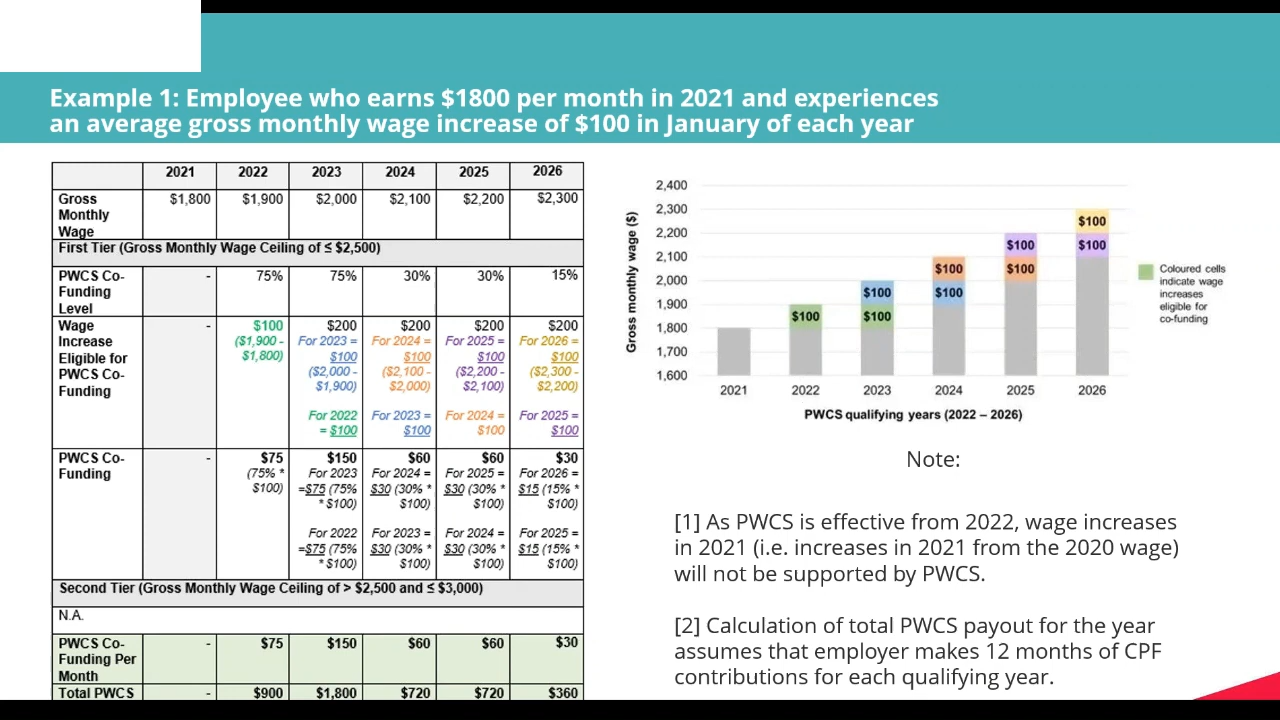 Example 1: Employee who earns $1800 per month in 2021 and experiences
an average gross monthly wage increase of $100 in January of each year
2021 2022 2023 2024 2025 2026
Gross Monthly Wage $1,800 $1,900 $2,000 $2,100 $2,200 $2,300
First Tier (Gross Monthly Wage Ceiling of ≤ $2,500)
PWCS Co-Funding Level - 75% 75% 30% 30% 15%
Wage Increase Eligible for PWCS Co-Funding
-
$100
($1,900 -
$1,800)
$200
For 2023 =
$100
($2,000 -
$1,900)
For 2022
= $100
$200
For 2024 =
$100
($2,100 -
$2,000)
For 2023 =
$100
$200
For 2025 =
$100
($2,200 -
$2,100)
For 2024 =
$100
$200
For 2026 =
$100
($2,300 -
$2,200)
For 2025 =
$100
PWCS Co-Funding
-
$75
(75% *
$100)
$150
For 2023
=$75 (75%
* $100)
For 2022
=$75 (75%
* $100)
$60
For 2024 =
$30 (30% *
$100)
For 2023 =
$30 (30% *
$100)
$60
For 2025 =
$30 (30% *
$100)
For 2024 =
$30 (30% *
$100)
$30
For 2026 =
$15 (15% *
$100)
For 2025 =
$15 (15% *
$100)
Second Tier (Gross Monthly Wage Ceiling of > $2,500 and ≤ $3,000)
N.A.
PWCS Co-Funding Per Month - $75 $150 $60 $60 $30
Total PWCS - $900 $1,800 $720 $720 $360
Gross monthly wage ($)
2,400
2,300
2,200
2,100
2,000
1,900
1,800
1,700
1,600
$100
$100
$100
$100
$100
$100
$100
$100
$100
2021 2022 2023 2024 2025 2026
PWCS qualifying years (2022 – 2026)
Coloured cells
indicate wage
increases
eligible for
co-funding
Note:
[1] As PWCS is effective from 2022, wage increases
in 2021 (i.e. increases in 2021 from the 2020 wage)
will not be supported by PWCS.
[2] Calculation of total PWCS payout for the year
assumes that employer makes 12 months of CPF
contributions for each qualifying year.